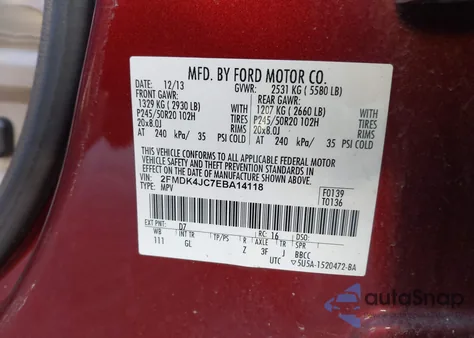 MFD. BY FORD MOTOR CO.
DATE: 12/13 GVWR: 2531 KG ( 5580 LB)
FRONT GAWR: REAR GAWR:
1329 KG ( 2930 LB) WITH 1207 KG ( 2660 LB) WITH
P245/50R20 102H TIRES P245/50R20 102H TIRES
20x8.0J RIMS 20x8.0J RIMS
AT 240 kPa/ 35 PSI COLD AT 240 kPa/ 35 PSI COLD
THIS VEHICLE CONFORMS TO ALL APPLICABLE FEDERAL MOTOR
VEHICLE SAFETY AND THEFT PREVENTION STANDARDS IN
EFFECT ON THE DATE OF MANUFACTURE SHOWN ABOVE.
VIN: 2FMDK4JC7EBA14118 F0139
TYPE: MPV T0136
EXT PNT: DZ RC: 16 DSO:
WB INT TR TP/PS R AXLE TR SPR
111 GL Z 3F J BBCC
UTC 5U5A-1520472-BA
autoSnap